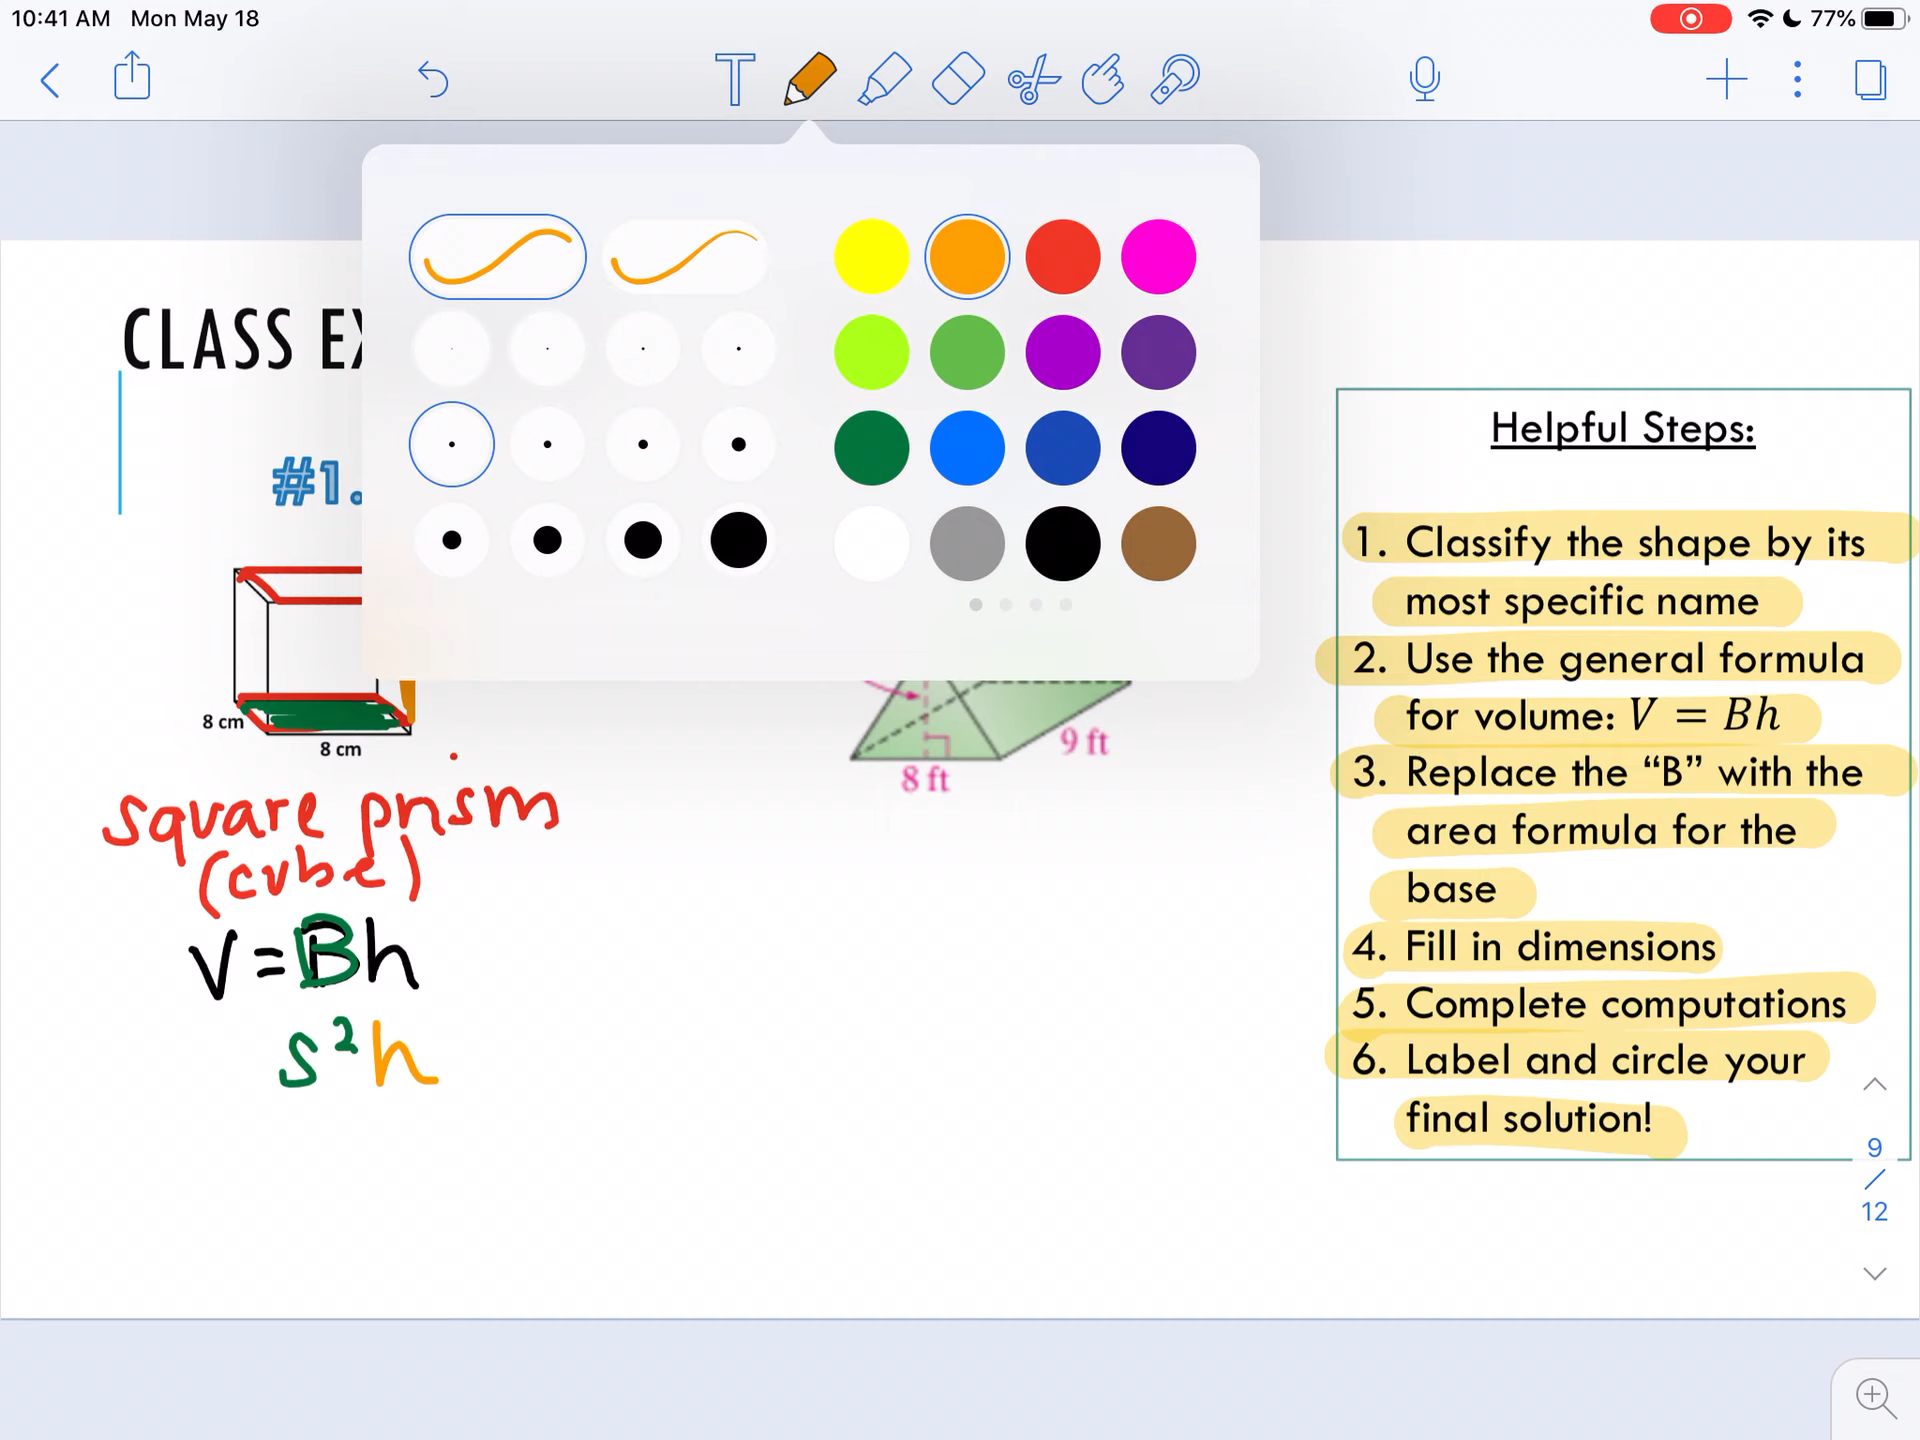 10:41 AM Mon May 18
77%
T
CLASS EX
#1.
8 cm
8 cm
square prism
(cube)
V = Bh
s²h
9 ft
8 ft
Helpful Steps:
1. Classify the shape by its
most specific name
2. Use the general formula
for volume: V = Bh
3. Replace the “B” with the
area formula for the
base
4. Fill in dimensions
5. Complete computations
6. Label and circle your
final solution!
9
/
12